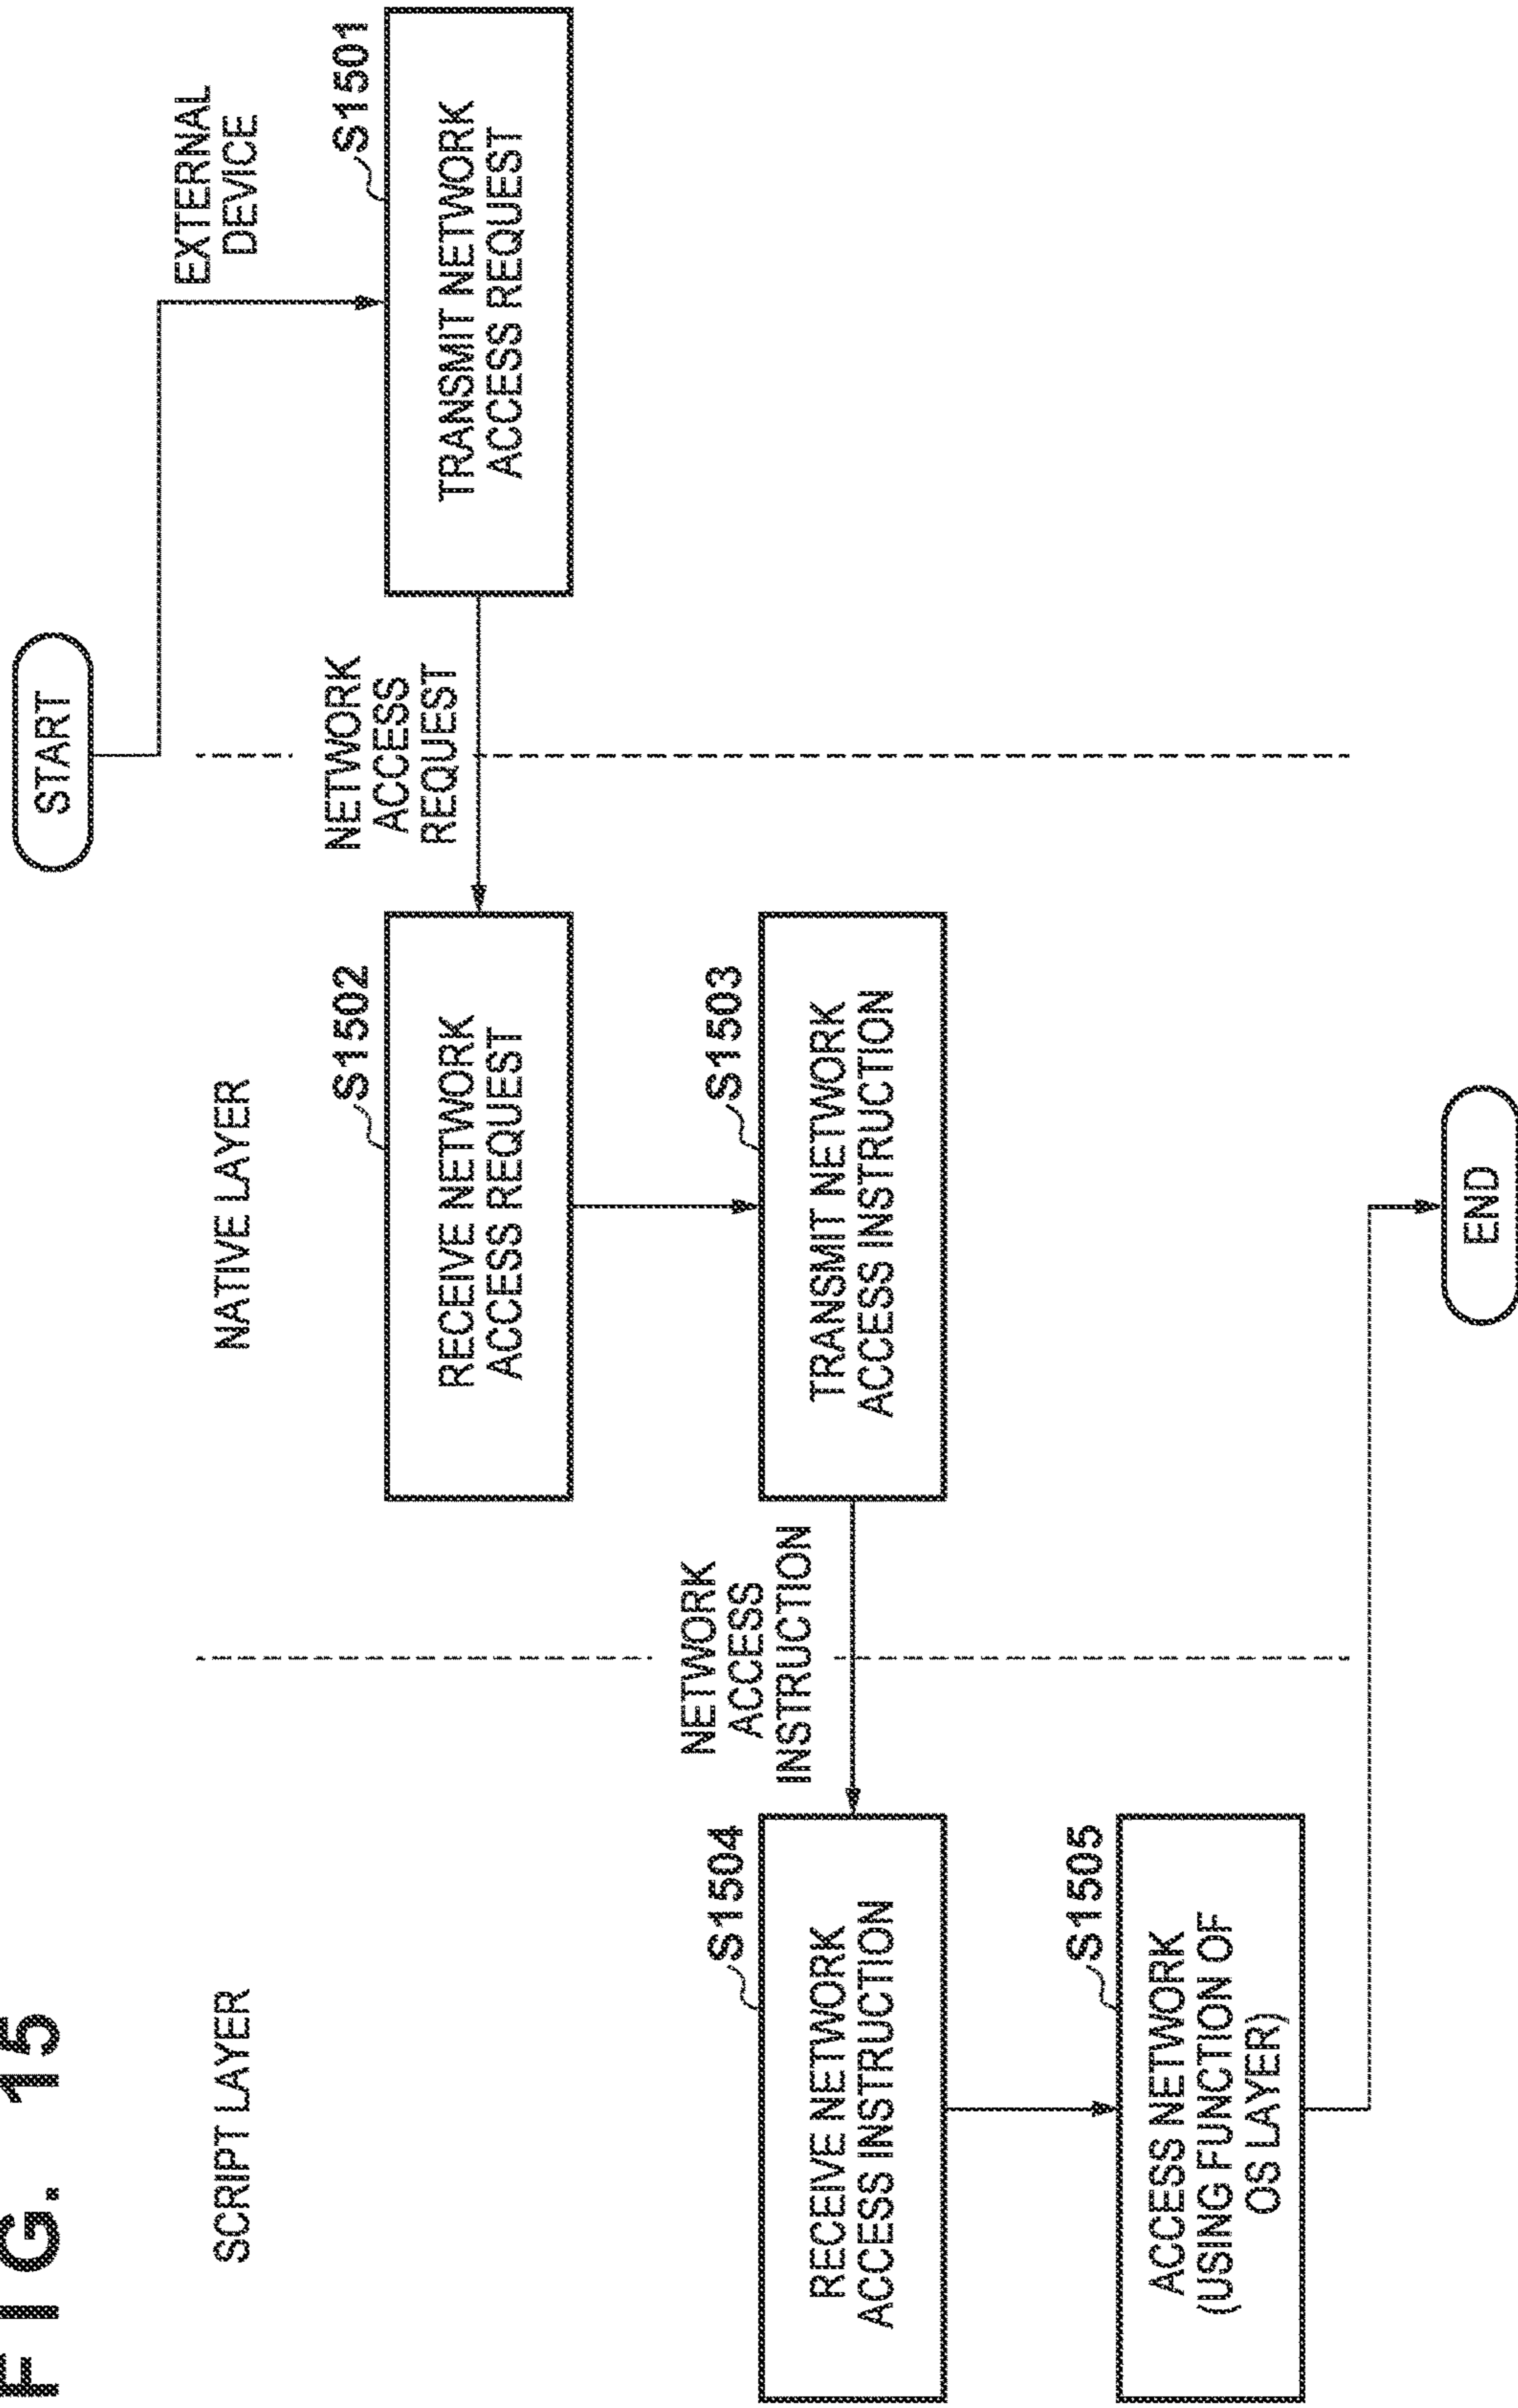 FIG. 15
START
SCRIPT LAYER
NATIVE LAYER
EXTERNAL
DEVICE
S1501
TRANSMIT NETWORK
ACCESS REQUEST
NETWORK
ACCESS
REQUEST
S1502
RECEIVE NETWORK
ACCESS REQUEST
S1503
TRANSMIT NETWORK
ACCESS INSTRUCTION
NETWORK
ACCESS
INSTRUCTION
S1504
RECEIVE NETWORK
ACCESS INSTRUCTION
S1505
ACCESS NETWORK
(USING FUNCTION OF
OS LAYER)
END